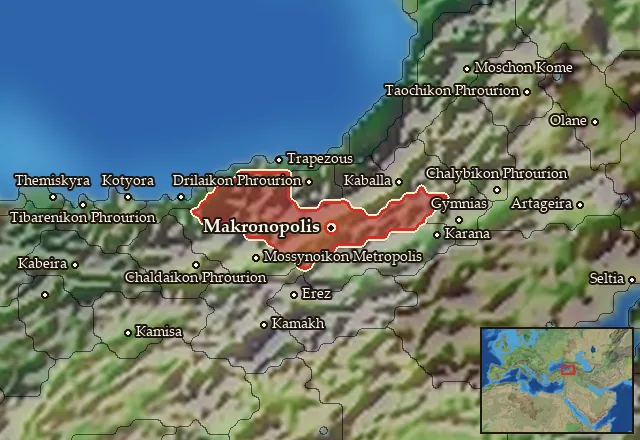 Moschon Kome
Taochikon Phrourion
Olane
Trapezous
Themiskyra
Kotyora
Drilaikon Phrourion
Kaballa
Chalybikon Phrourion
Tibarenikon Phrourion
Gymnias
Artageira
Makronopolis
Karana
Kabeira
Mossynoikon Metropolis
Chaldaikon Phrourion
Seltia
Erez
Kamisa
Kamakh